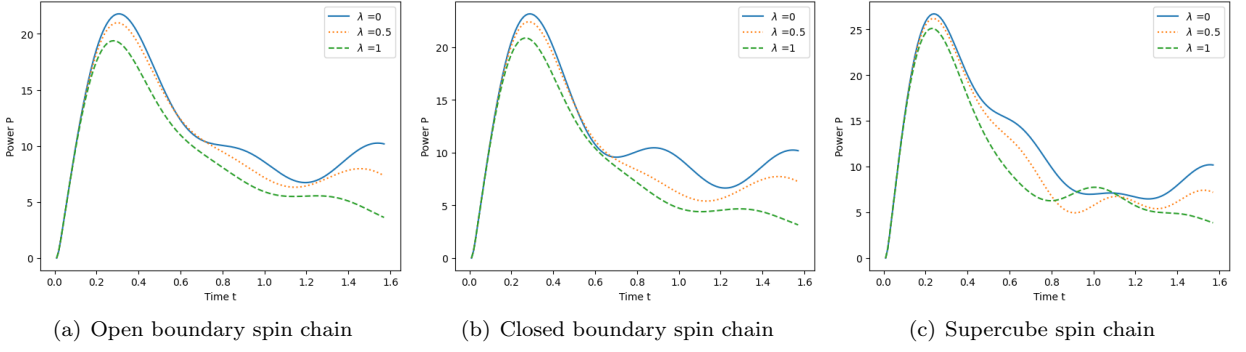 Power P
20
15
10
5
0
0.0 0.2 0.4 0.6 0.8 1.0 1.2 1.4 1.6
Time t
λ =0
λ =0.5
λ =1
(a) Open boundary spin chain
Power P
20
15
10
5
0
0.0 0.2 0.4 0.6 0.8 1.0 1.2 1.4 1.6
Time t
λ =0
λ =0.5
λ =1
(b) Closed boundary spin chain
Power P
25
20
15
10
5
0
0.0 0.2 0.4 0.6 0.8 1.0 1.2 1.4 1.6
Time t
λ =0
λ =0.5
λ =1
(c) Supercube spin chain